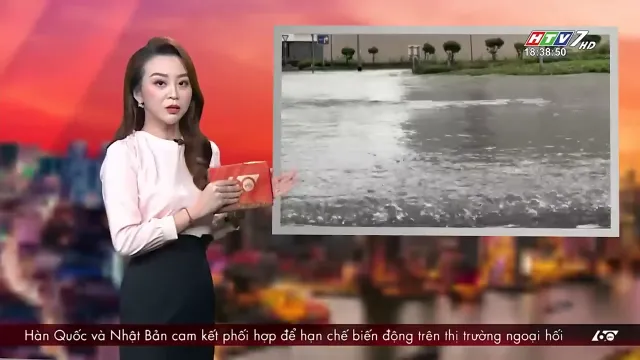 HTV7 HD
18:38:50
Hàn Quốc và Nhật Bản cam kết phối hợp để hạn chế biến động trên thị trường ngoại hối